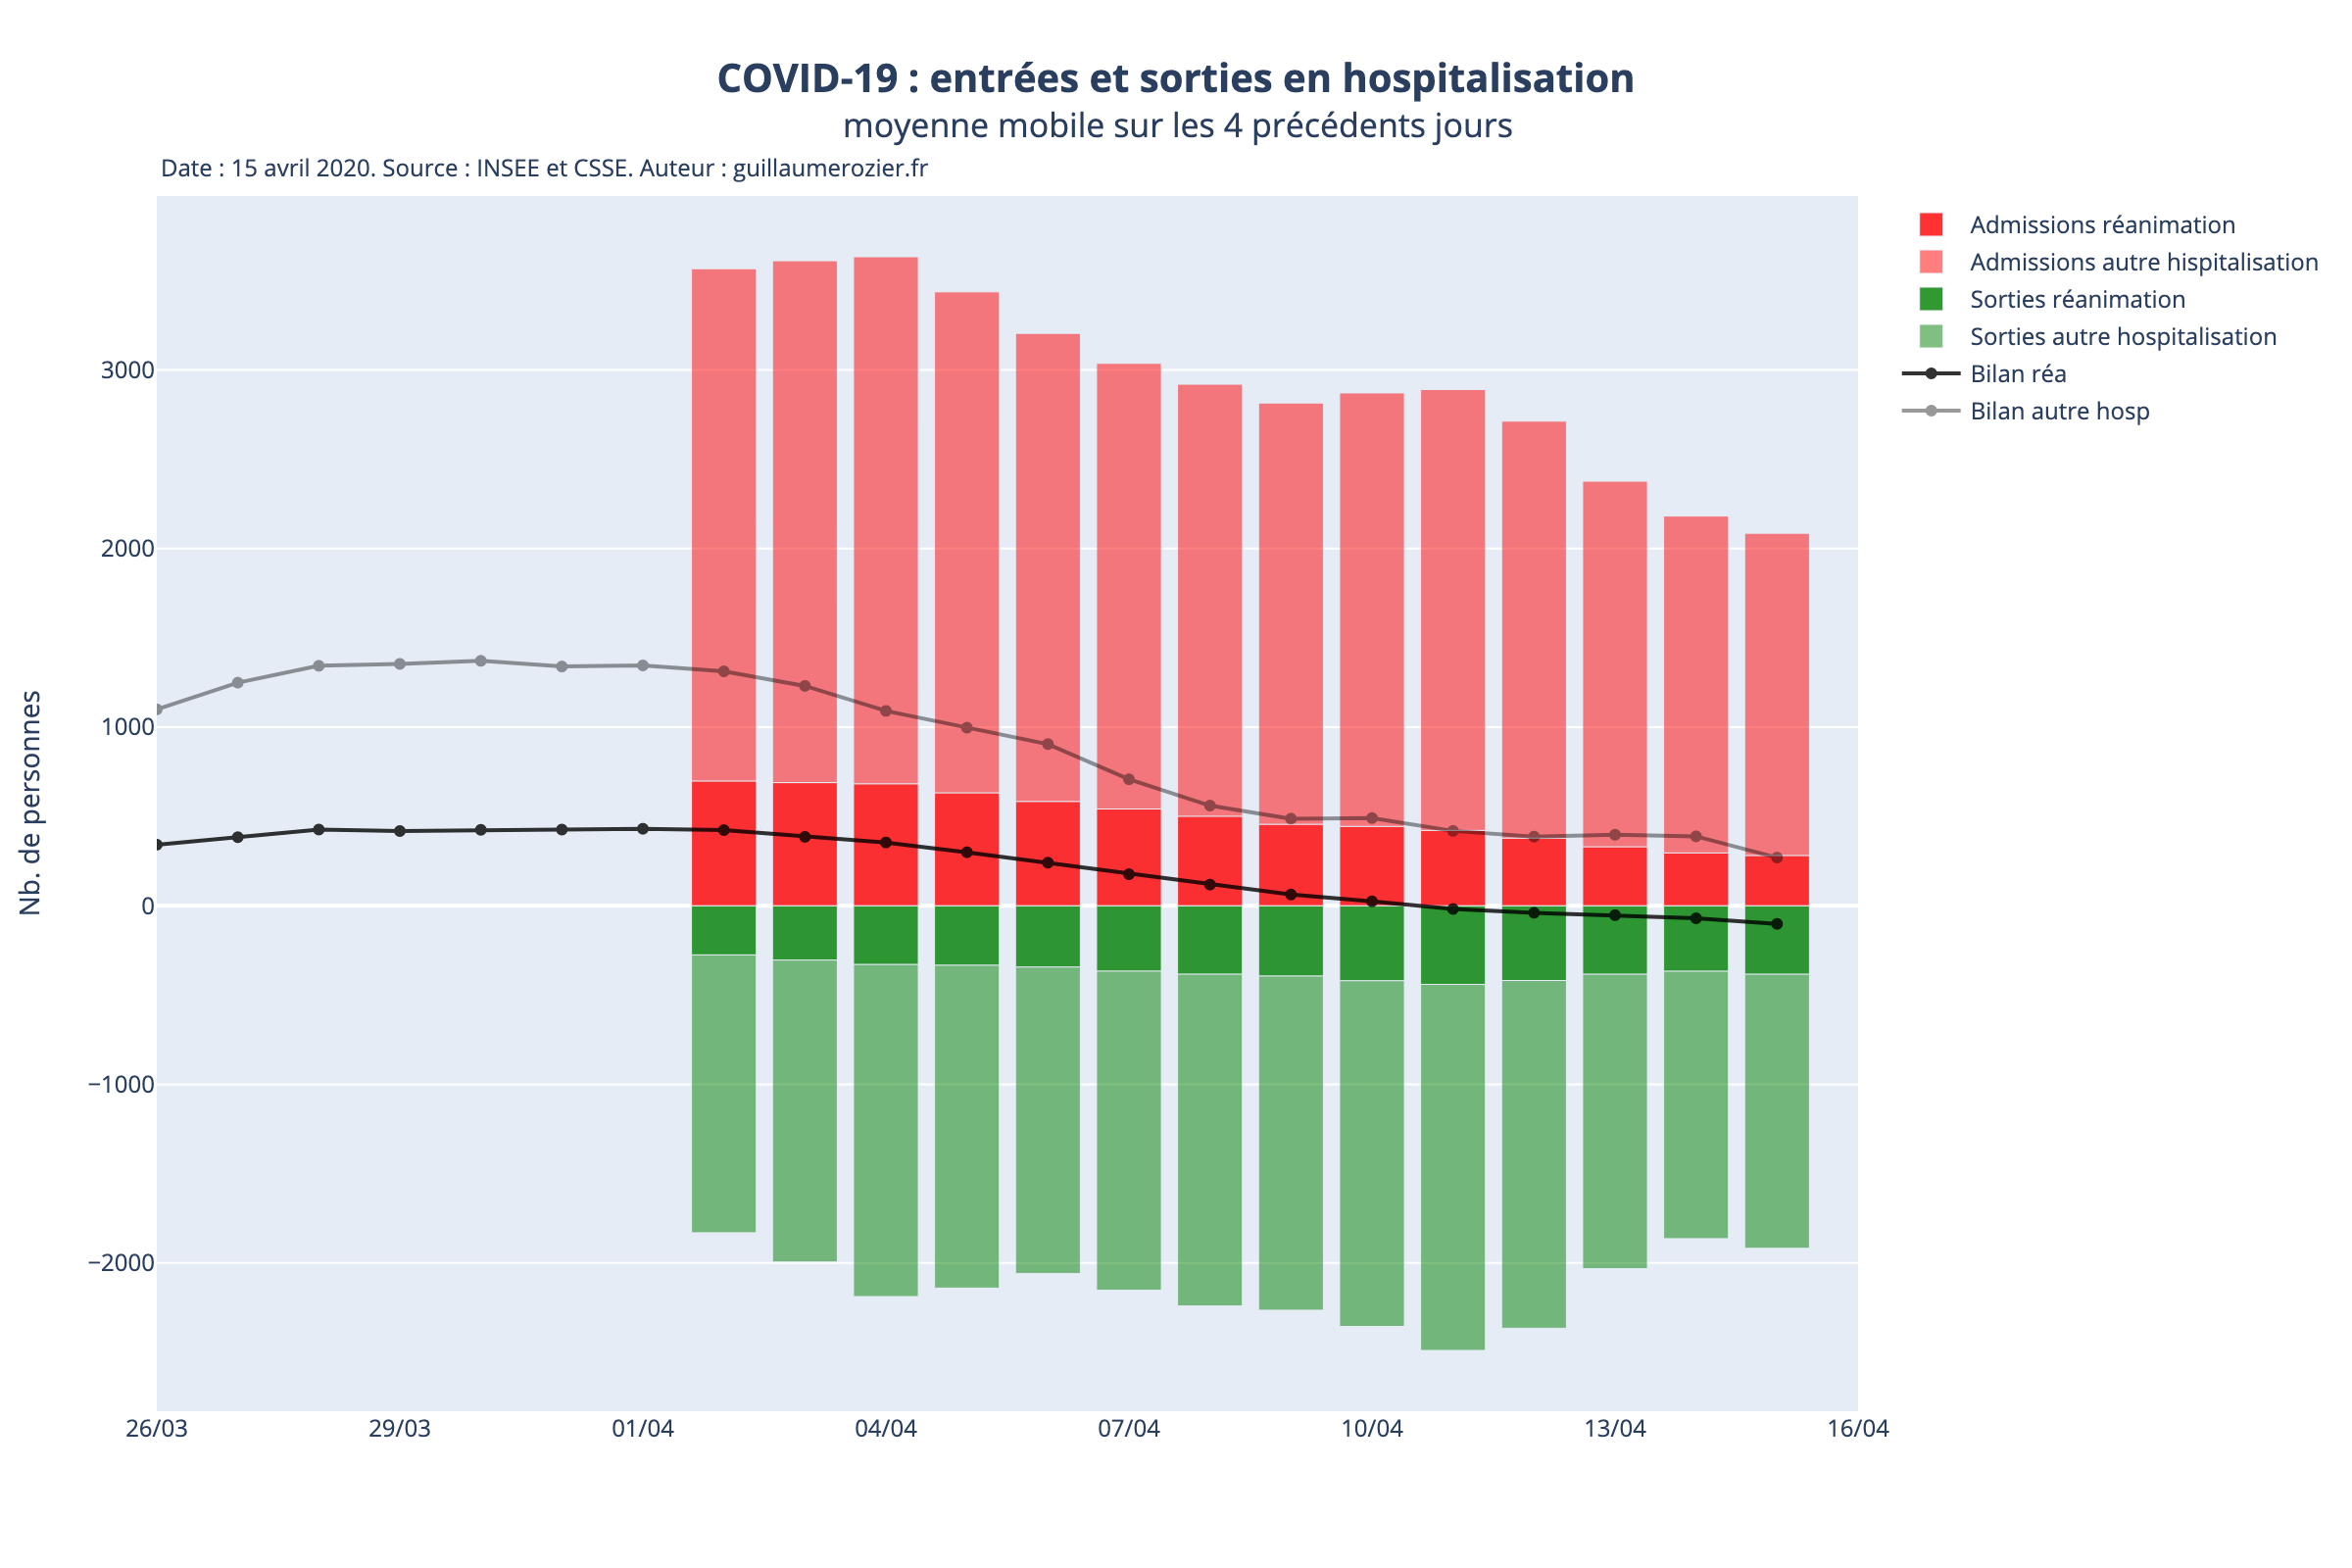 COVID-19 : entrées et sorties en hospitalisation
moyenne mobile sur les 4 précédents jours
Date : 15 avril 2020. Source : INSEE et CSSE. Auteur : guillaumerozier.fr
Admissions réanimation
Admissions autre hispitalisation
Sorties réanimation
Sorties autre hospitalisation
Bilan réa
Bilan autre hosp
Nb. de personnes
3000
2000
1000
0
−1000
−2000
26/03 29/03 01/04 04/04 07/04 10/04 13/04 16/04